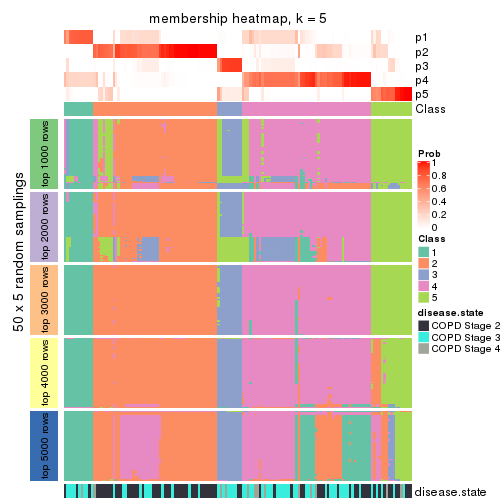 membership heatmap, k = 5
p1
p2
p3
p4
p5
Class
50 x 5 random samplings
top 1000 rows
top 2000 rows
top 3000 rows
top 4000 rows
top 5000 rows
Prob
1
0.8
0.6
0.4
0.2
0
Class
1
2
3
4
5
disease.state
COPD Stage 2
COPD Stage 3
COPD Stage 4
disease.state